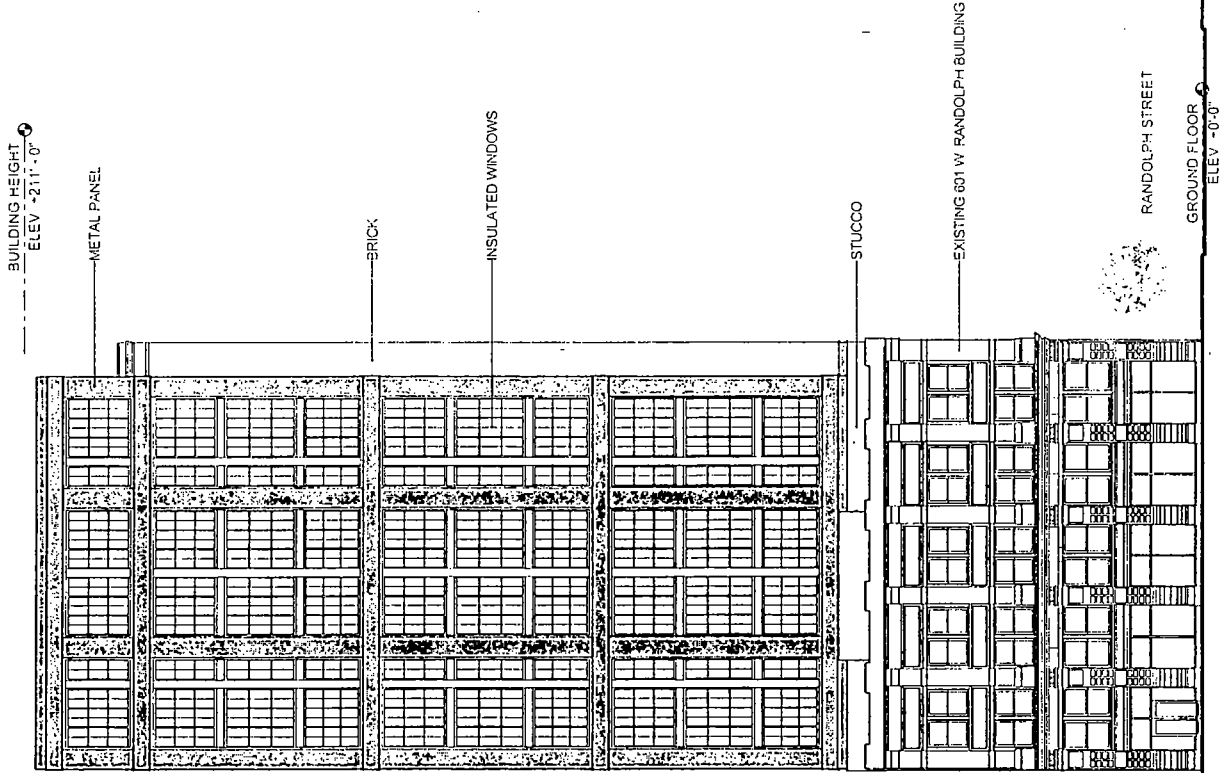 BUILDING HEIGHT
ELEV +211'-0"
METAL PANEL
BRICK
INSULATED WINDOWS
STUCCO
EXISTING 601 W RANDOLPH BUILDING
RANDOLPH STREET
GROUND FLOOR
ELEV +0'-0"